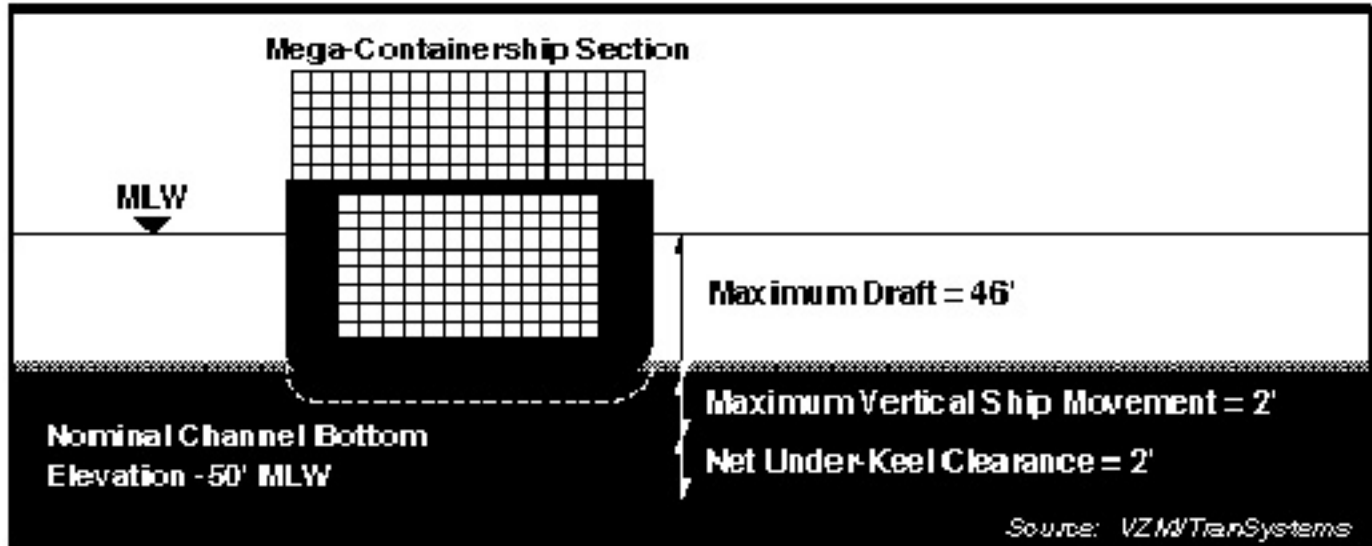 Mega-Containership Section
MLW
Maximum Draft = 46'
Maximum Vertical Ship Movement = 2'
Nominal Channel Bottom
Elevation -50' MLW
Net Under-Keel Clearance = 2'
Source: VZM/TranSystems